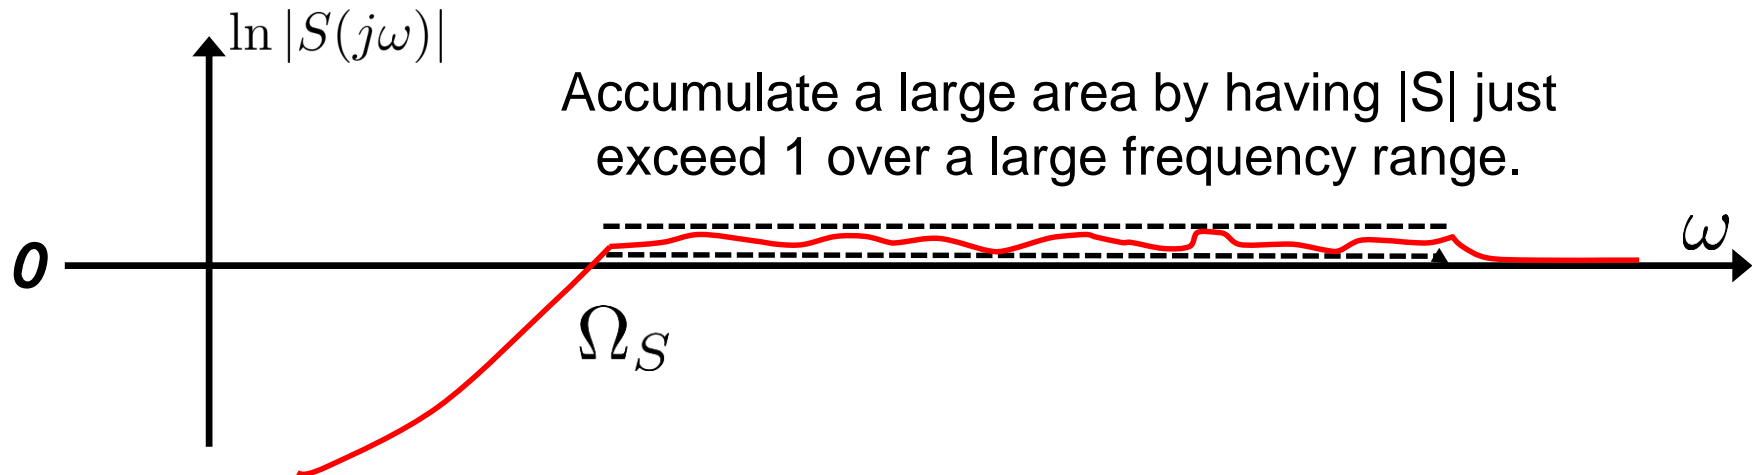 ln |S(jω)|
Accumulate a large area by having |S| just
exceed 1 over a large frequency range.
ω
0
Ω_S